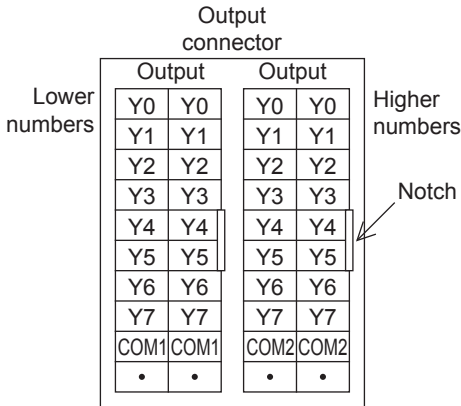 Output
connector
Output Output
Lower
numbers
Y0 Y0 Y0 Y0
Higher
numbers
Y1 Y1 Y1 Y1
Y2 Y2 Y2 Y2
Y3 Y3 Y3 Y3
Notch
Y4 Y4 Y4 Y4
Y5 Y5 Y5 Y5
Y6 Y6 Y6 Y6
Y7 Y7 Y7 Y7
COM1 COM1 COM2 COM2
• • • •